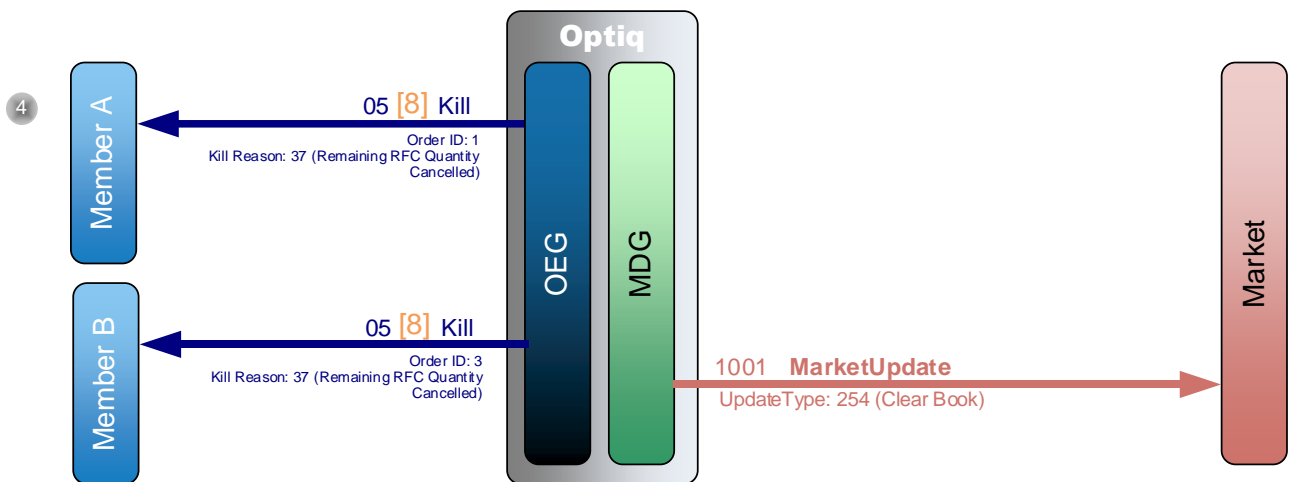 Optiq
4
Member A
05 [8] Kill
Order ID: 1
Kill Reason: 37 (Remaining RFC Quantity
Cancelled)
OEG
MDG
Market
Member B
05 [8] Kill
Order ID: 3
Kill Reason: 37 (Remaining RFC Quantity
Cancelled)
1001 MarketUpdate
UpdateType: 254 (Clear Book)